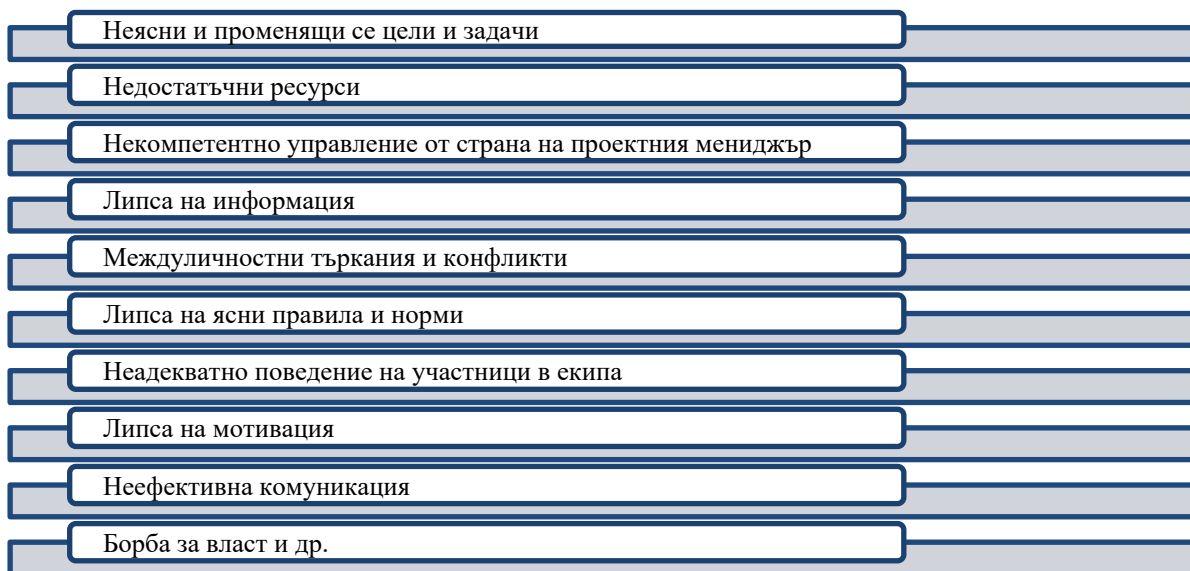 Неясни и променящи се цели и задачи
Недостатъчни ресурси
Некомпетентно управление от страна на проектния мениджър
Липса на информация
Междуличностни търкания и конфликти
Липса на ясни правила и норми
Неадекватно поведение на участници в екипа
Липса на мотивация
Неефективна комуникация
Борба за власт и др.